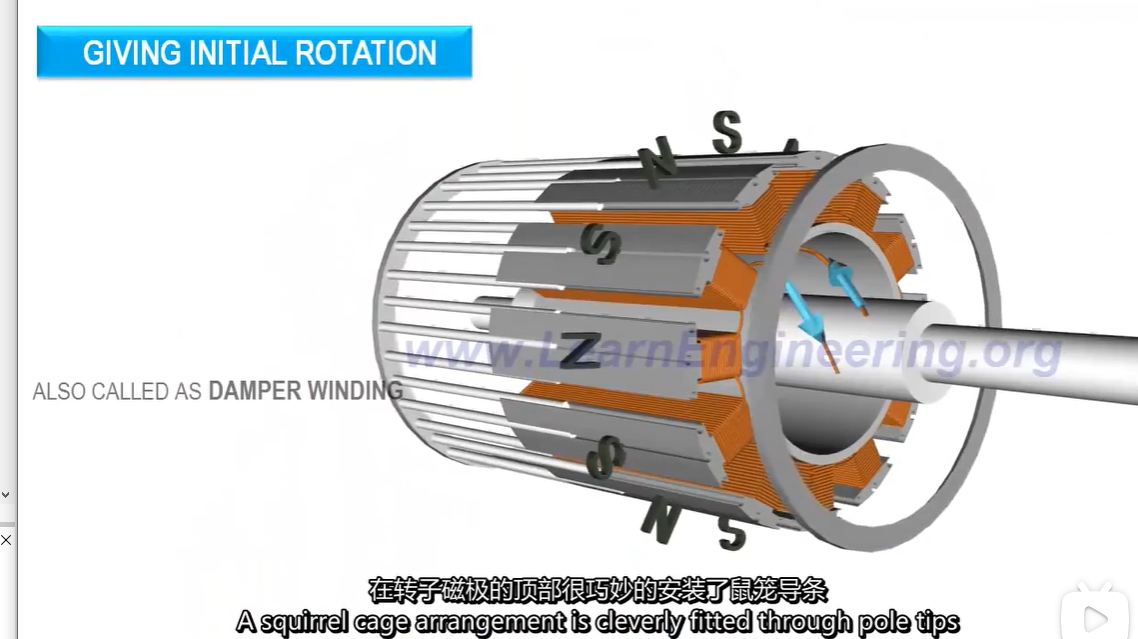 GIVING INITIAL ROTATION
S
N
S
www.LearnEngineering.org
N
ALSO CALLED AS DAMPER WINDING
S
N
S
在转子磁极的顶部很巧妙的安装了鼠笼导条
A squirrel cage arrangement is cleverly fitted through pole tips